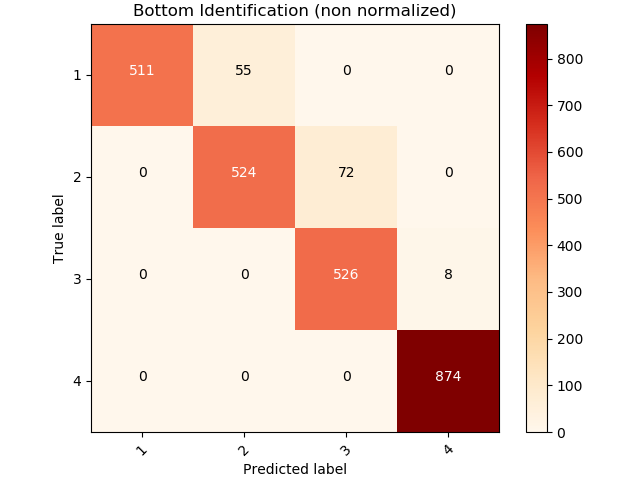 Bottom Identification (non normalized)
True label
1 511 55 0 0
2 0 524 72 0
3 0 0 526 8
4 0 0 0 874
1 2 3 4
Predicted label
800
700
600
500
400
300
200
100
0